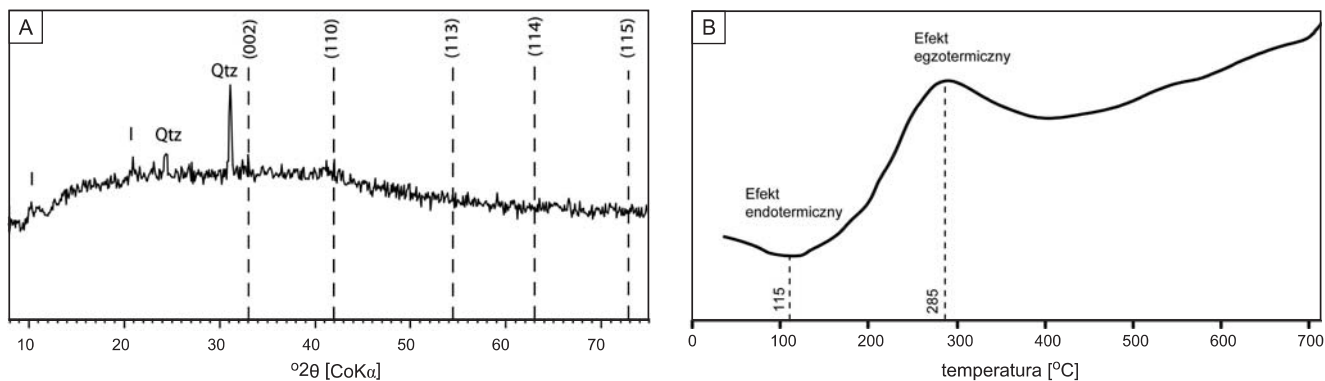 A
Qtz
Qtz
I
I
(002)
(110)
(113)
(114)
(115)
10 20 30 40 50 60 70
°2θ [CoKα]
B
Efekt
egzotermiczny
Efekt
endotermiczny
115
285
0 100 200 300 400 500 600 700
temperatura [°C]